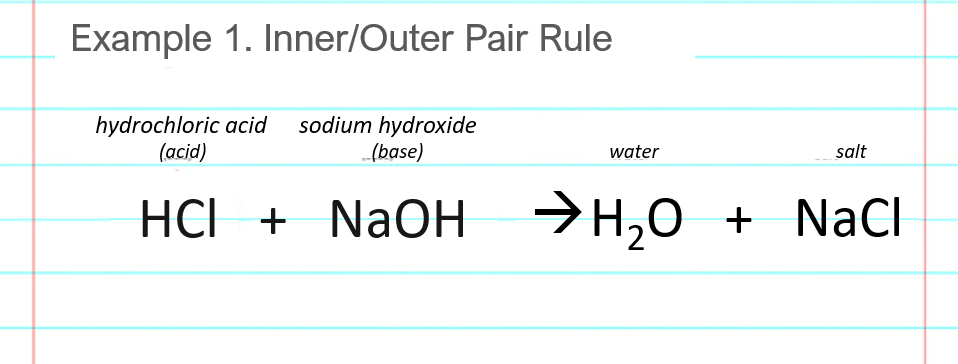 Example 1. Inner/Outer Pair Rule
hydrochloric acid sodium hydroxide
(acid) (base) water salt
HCl + NaOH → H₂O + NaCl